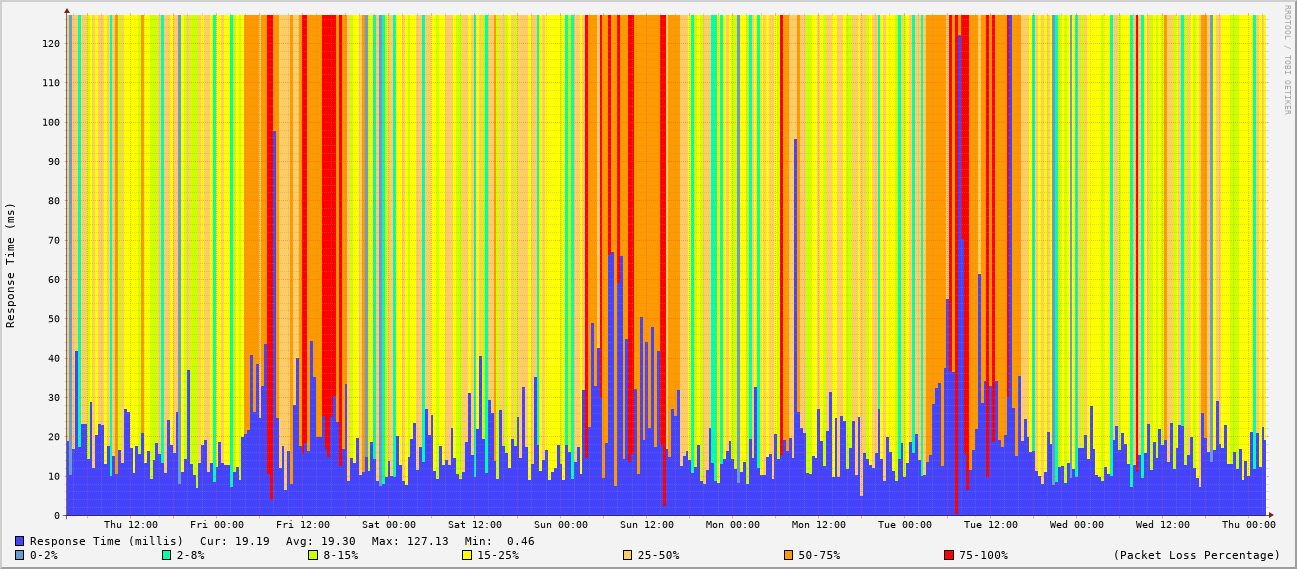 RRDTOOL / TOBI OETIKER
Response Time (ms)
120
110
100
90
80
70
60
50
40
30
20
10
0
Thu 12:00 Fri 00:00 Fri 12:00 Sat 00:00 Sat 12:00 Sun 00:00 Sun 12:00 Mon 00:00 Mon 12:00 Tue 00:00 Tue 12:00 Wed 00:00 Wed 12:00 Thu 00:00
Response Time (millis) Cur: 19.19 Avg: 19.30 Max: 127.13 Min: 0.46
0-2% 2-8% 8-15% 15-25% 25-50% 50-75% 75-100% (Packet Loss Percentage)